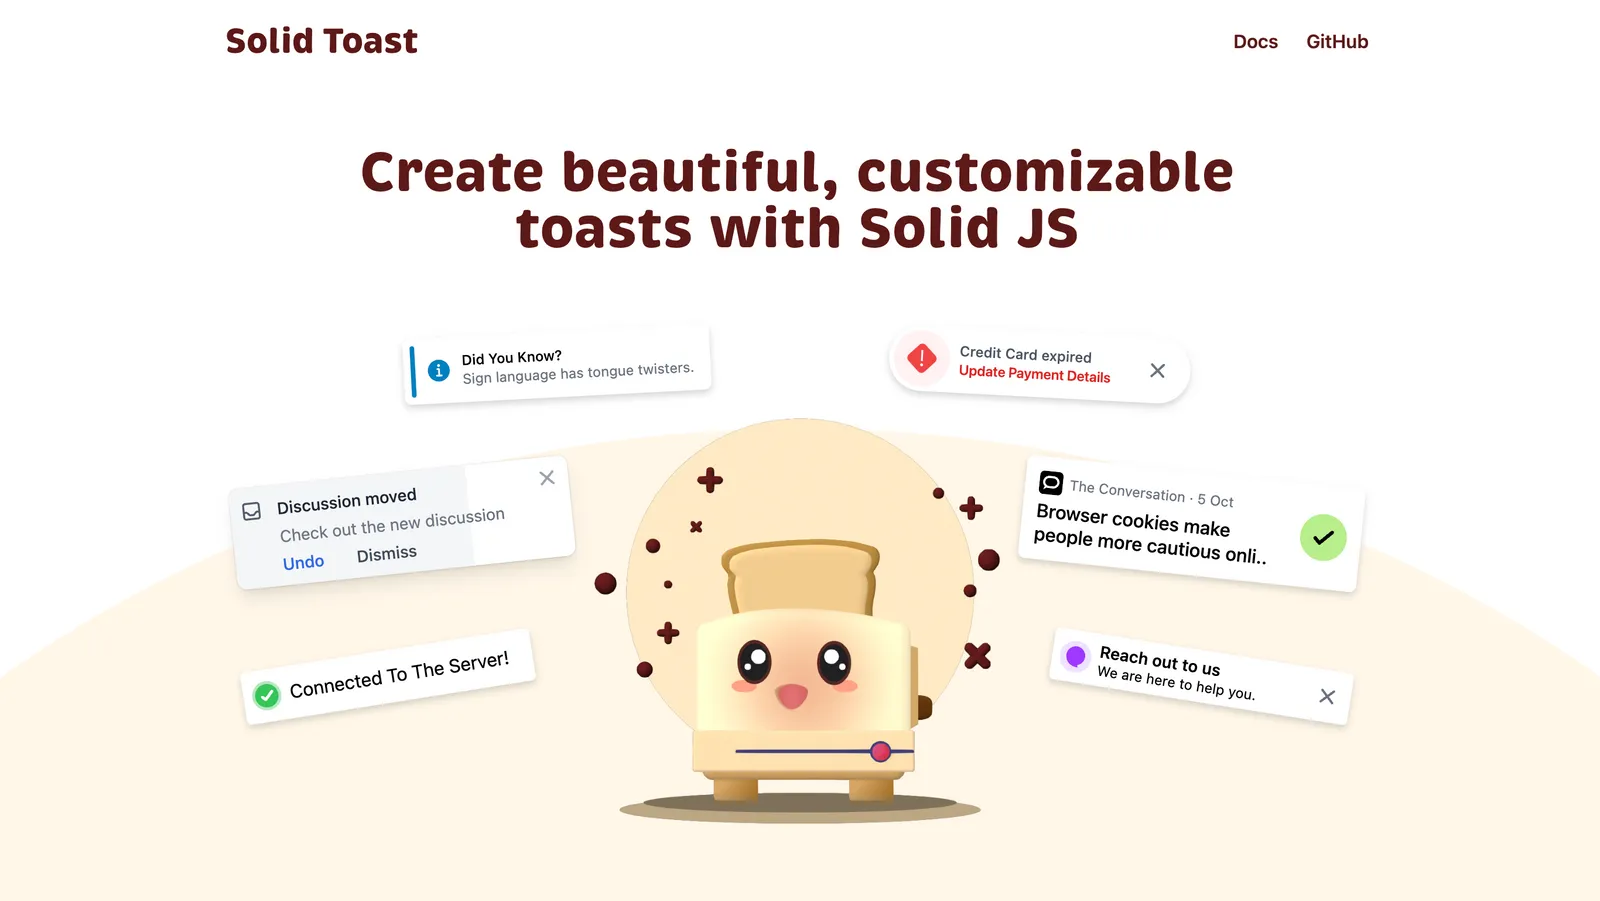 Solid Toast
Docs
GitHub
Create beautiful, customizable
toasts with Solid JS
Did You Know?
Sign language has tongue twisters.
Credit Card expired
Update Payment Details
Discussion moved
Check out the new discussion
Undo
Dismiss
The Conversation · 5 Oct
Browser cookies make
people more cautious onli..
Connected To The Server!
Reach out to us
We are here to help you.